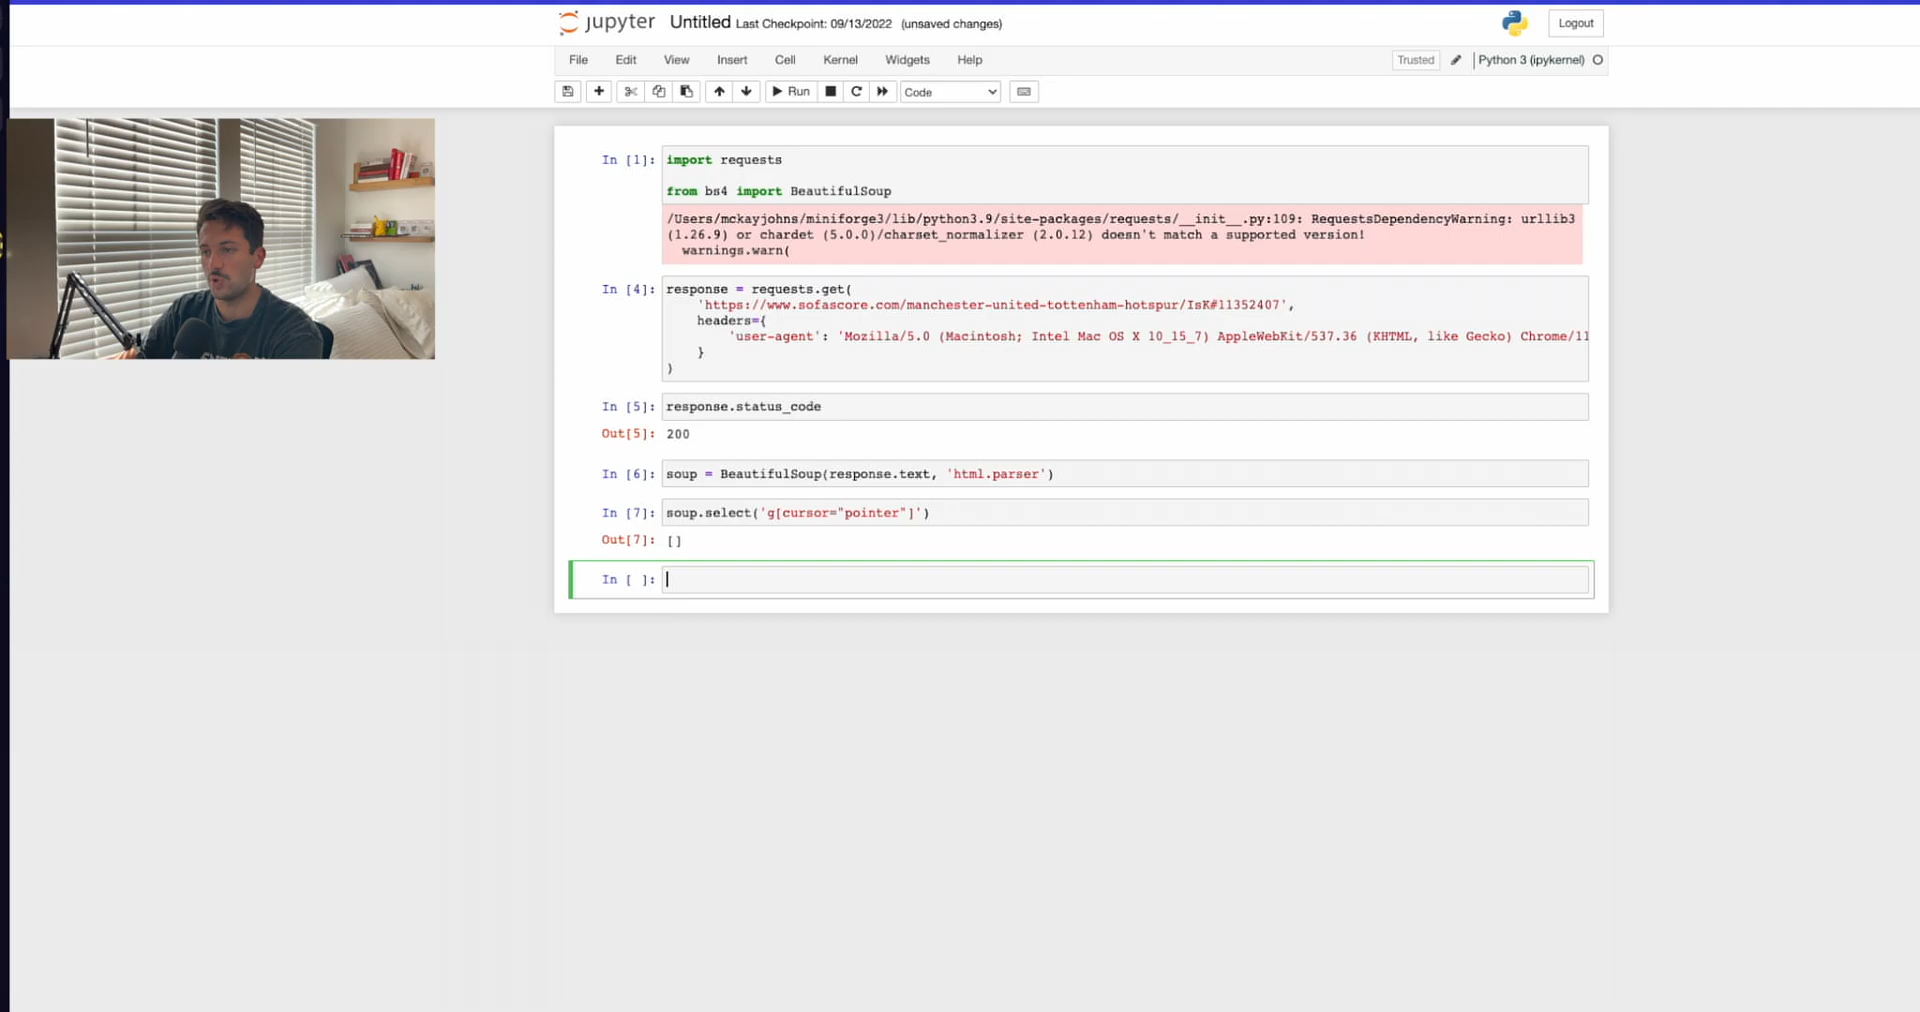 jupyter Untitled Last Checkpoint: 09/13/2022 (unsaved changes)
Logout
File Edit View Insert Cell Kernel Widgets Help
Trusted Python 3 (ipykernel)
Run Code
In [1]: import requests
from bs4 import BeautifulSoup
/Users/mckayjohns/miniforge3/lib/python3.9/site-packages/requests/__init__.py:109: RequestsDependencyWarning: urllib3
(1.26.9) or chardet (5.0.0)/charset_normalizer (2.0.12) doesn't match a supported version!
warnings.warn(
In [4]: response = requests.get(
'https://www.sofascore.com/manchester-united-tottenham-hotspur/IsK#11352407',
headers={
'user-agent': 'Mozilla/5.0 (Macintosh; Intel Mac OS X 10_15_7) AppleWebKit/537.36 (KHTML, like Gecko) Chrome/11
}
)
In [5]: response.status_code
Out[5]: 200
In [6]: soup = BeautifulSoup(response.text, 'html.parser')
In [7]: soup.select('g[cursor="pointer"]')
Out[7]: []
In [ ]: